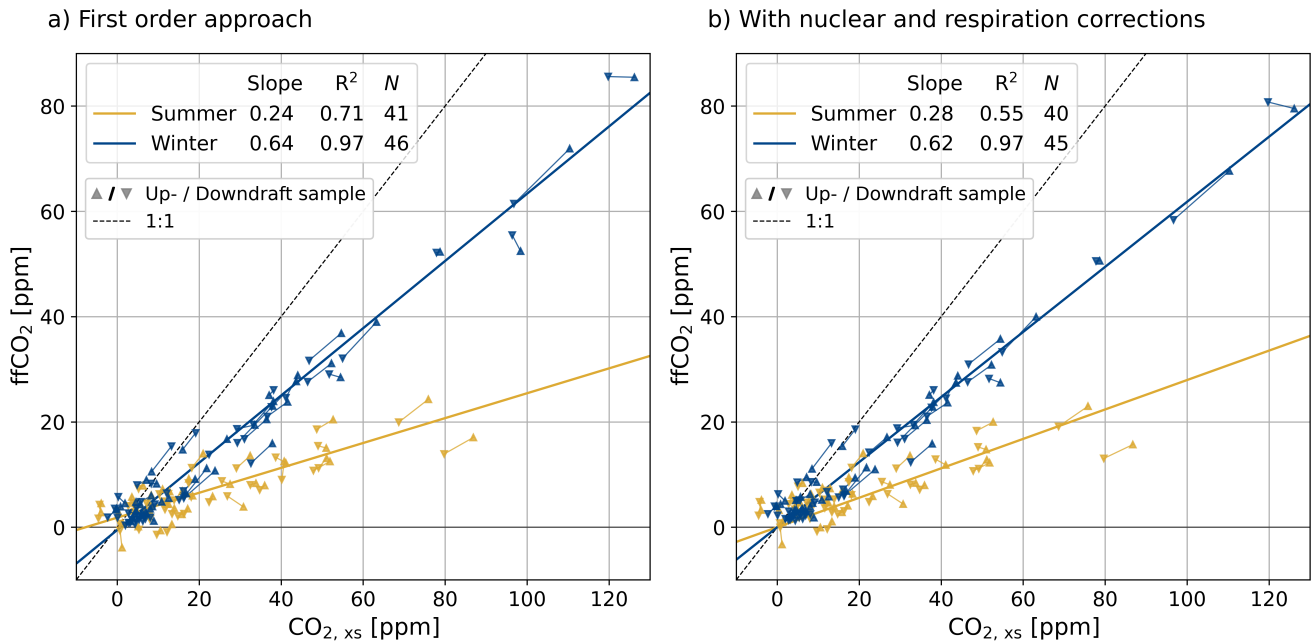 a) First order approach
Slope R² N
Summer 0.24 0.71 41
Winter 0.64 0.97 46
/ Up- / Downdraft sample
1:1
80
60
40
20
0
ffCO₂ [ppm]
0 20 40 60 80 100 120
CO₂, ₓₛ [ppm]
b) With nuclear and respiration corrections
Slope R² N
Summer 0.28 0.55 40
Winter 0.62 0.97 45
/ Up- / Downdraft sample
1:1
80
60
40
20
0
ffCO₂ [ppm]
0 20 40 60 80 100 120
CO₂, ₓₛ [ppm]